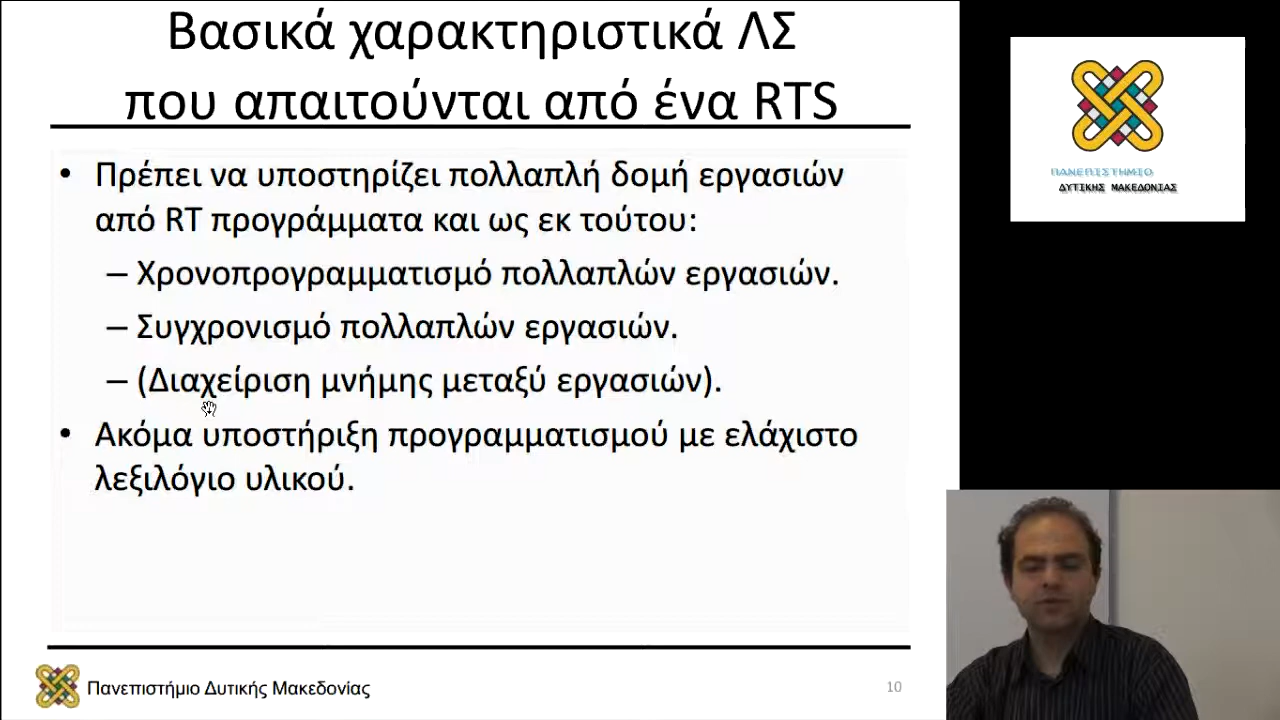 Βασικά χαρακτηριστικά ΛΣ
που απαιτούνται από ένα RTS
• Πρέπει να υποστηρίζει πολλαπλή δομή εργασιών
από RT προγράμματα και ως εκ τούτου:
– Χρονοπρογραμματισμό πολλαπλών εργασιών.
– Συγχρονισμό πολλαπλών εργασιών.
– (Διαχείριση μνήμης μεταξύ εργασιών).
• Ακόμα υποστήριξη προγραμματισμού με ελάχιστο
λεξιλόγιο υλικού.
Πανεπιστήμιο Δυτικής Μακεδονίας
10
ΠΑΝΕΠΙΣΤΗΜΙΟ
ΔΥΤΙΚΗΣ ΜΑΚΕΔΟΝΙΑΣ